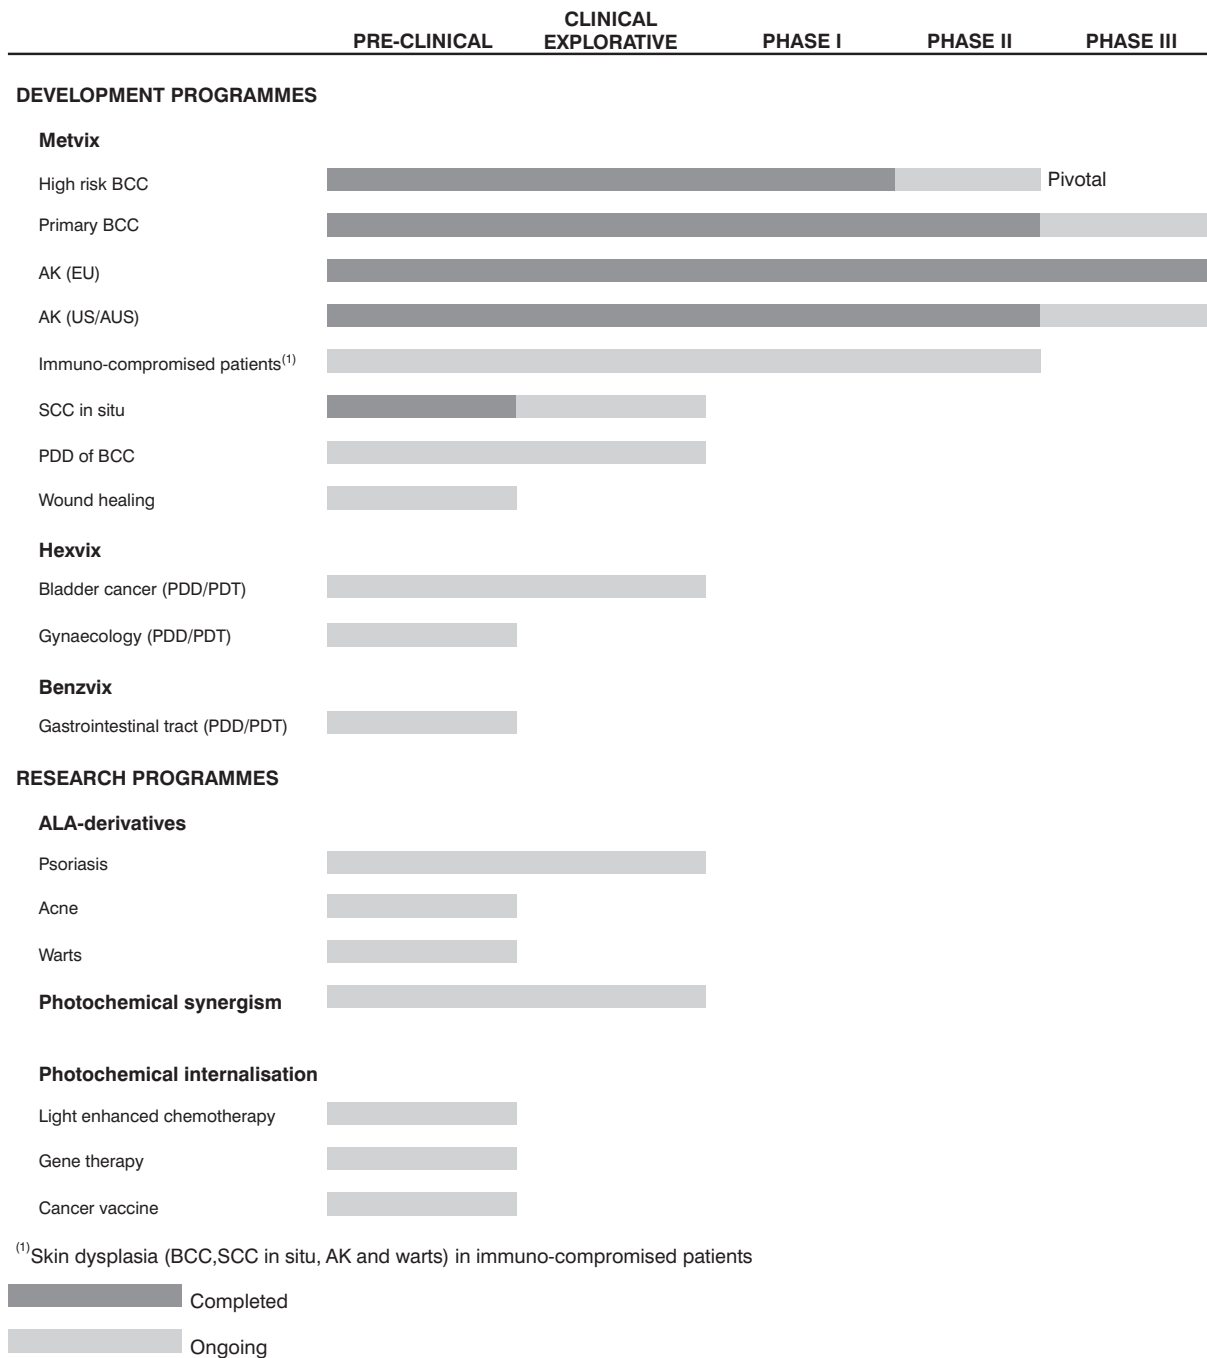 CLINICAL
PRE-CLINICAL EXPLORATIVE PHASE I PHASE II PHASE III
DEVELOPMENT PROGRAMMES
Metvix
High risk BCC Pivotal
Primary BCC
AK (EU)
AK (US/AUS)
Immuno-compromised patients(1)
SCC in situ
PDD of BCC
Wound healing
Hexvix
Bladder cancer (PDD/PDT)
Gynaecology (PDD/PDT)
Benzvix
Gastrointestinal tract (PDD/PDT)
RESEARCH PROGRAMMES
ALA-derivatives
Psoriasis
Acne
Warts
Photochemical synergism
Photochemical internalisation
Light enhanced chemotherapy
Gene therapy
Cancer vaccine
(1)Skin dysplasia (BCC,SCC in situ, AK and warts) in immuno-compromised patients
Completed
Ongoing